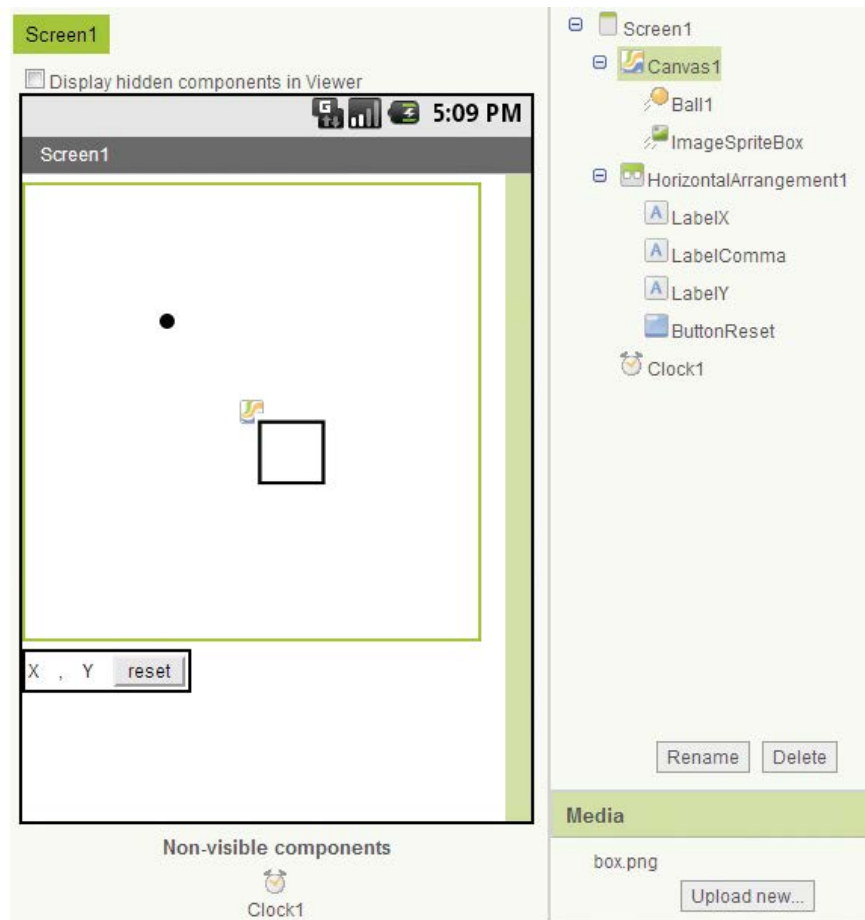 Screen1
Display hidden components in Viewer
5:09 PM
Screen1
X , Y reset
Non-visible components
Clock1
Screen1
Canvas1
Ball1
ImageSpriteBox
HorizontalArrangement1
LabelX
LabelComma
LabelY
ButtonReset
Clock1
Rename Delete
Media
box.png
Upload new...